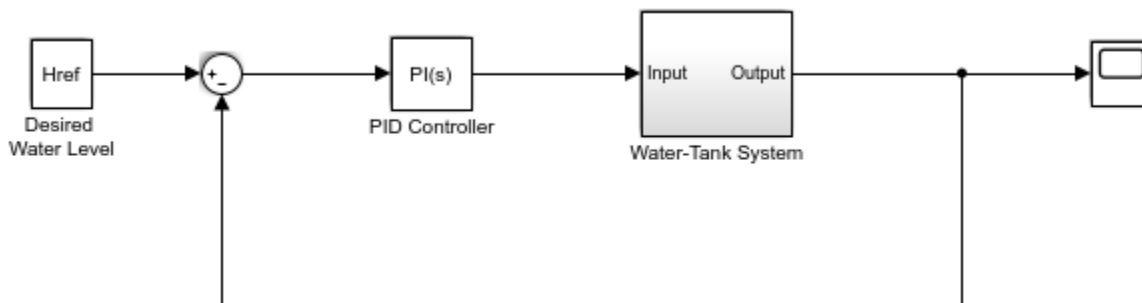 Href
Desired
Water Level
+
−
PI(s)
PID Controller
Input
Output
Water-Tank System